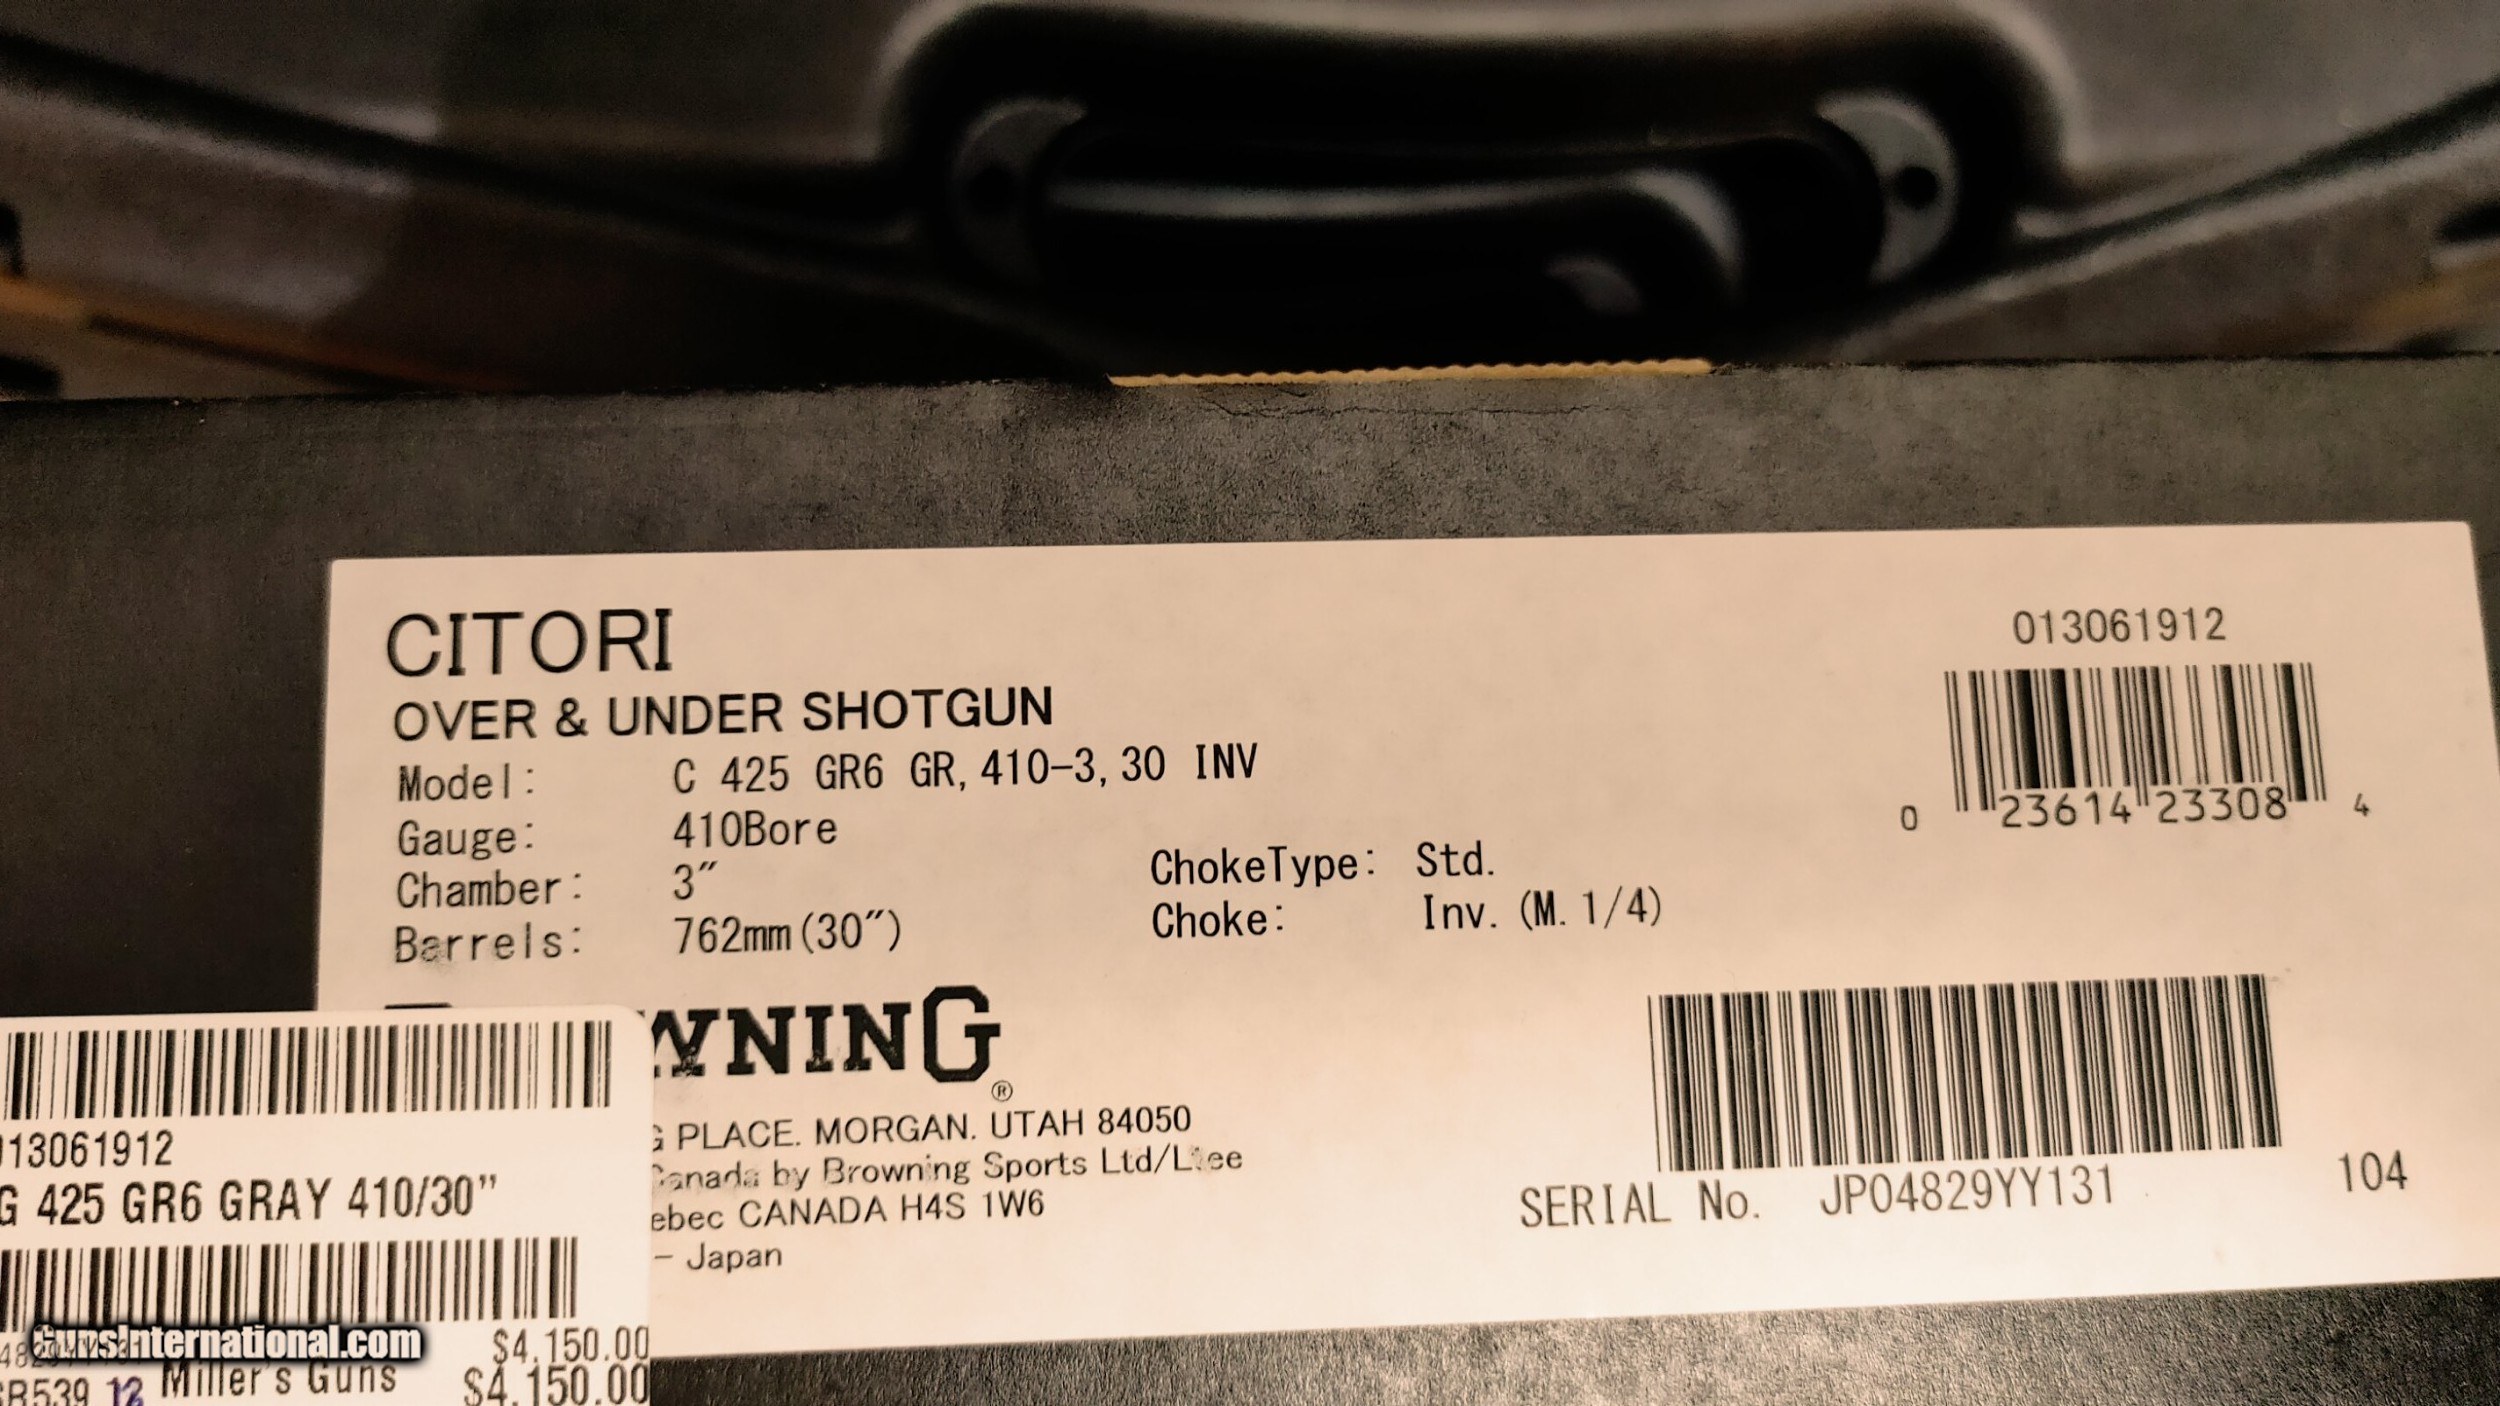 CITORI
OVER & UNDER SHOTGUN
Model: C 425 GR6 GR, 410-3, 30 INV
Gauge: 410Bore
Chamber: 3"
Barrels: 762mm (30")
ChokeType: Std.
Choke: Inv. (M. 1/4)
013061912
0 23614 23308 4
WNING®
G PLACE. MORGAN. UTAH 84050
Canada by Browning Sports Ltd/Ltee
ebec CANADA H4S 1W6
- Japan
SERIAL No. JP04829YY131
104
13061912
G 425 GR6 GRAY 410/30"
GunsInternational.com
$4,150.00
R539 12 Miller's Guns
$4,150.00